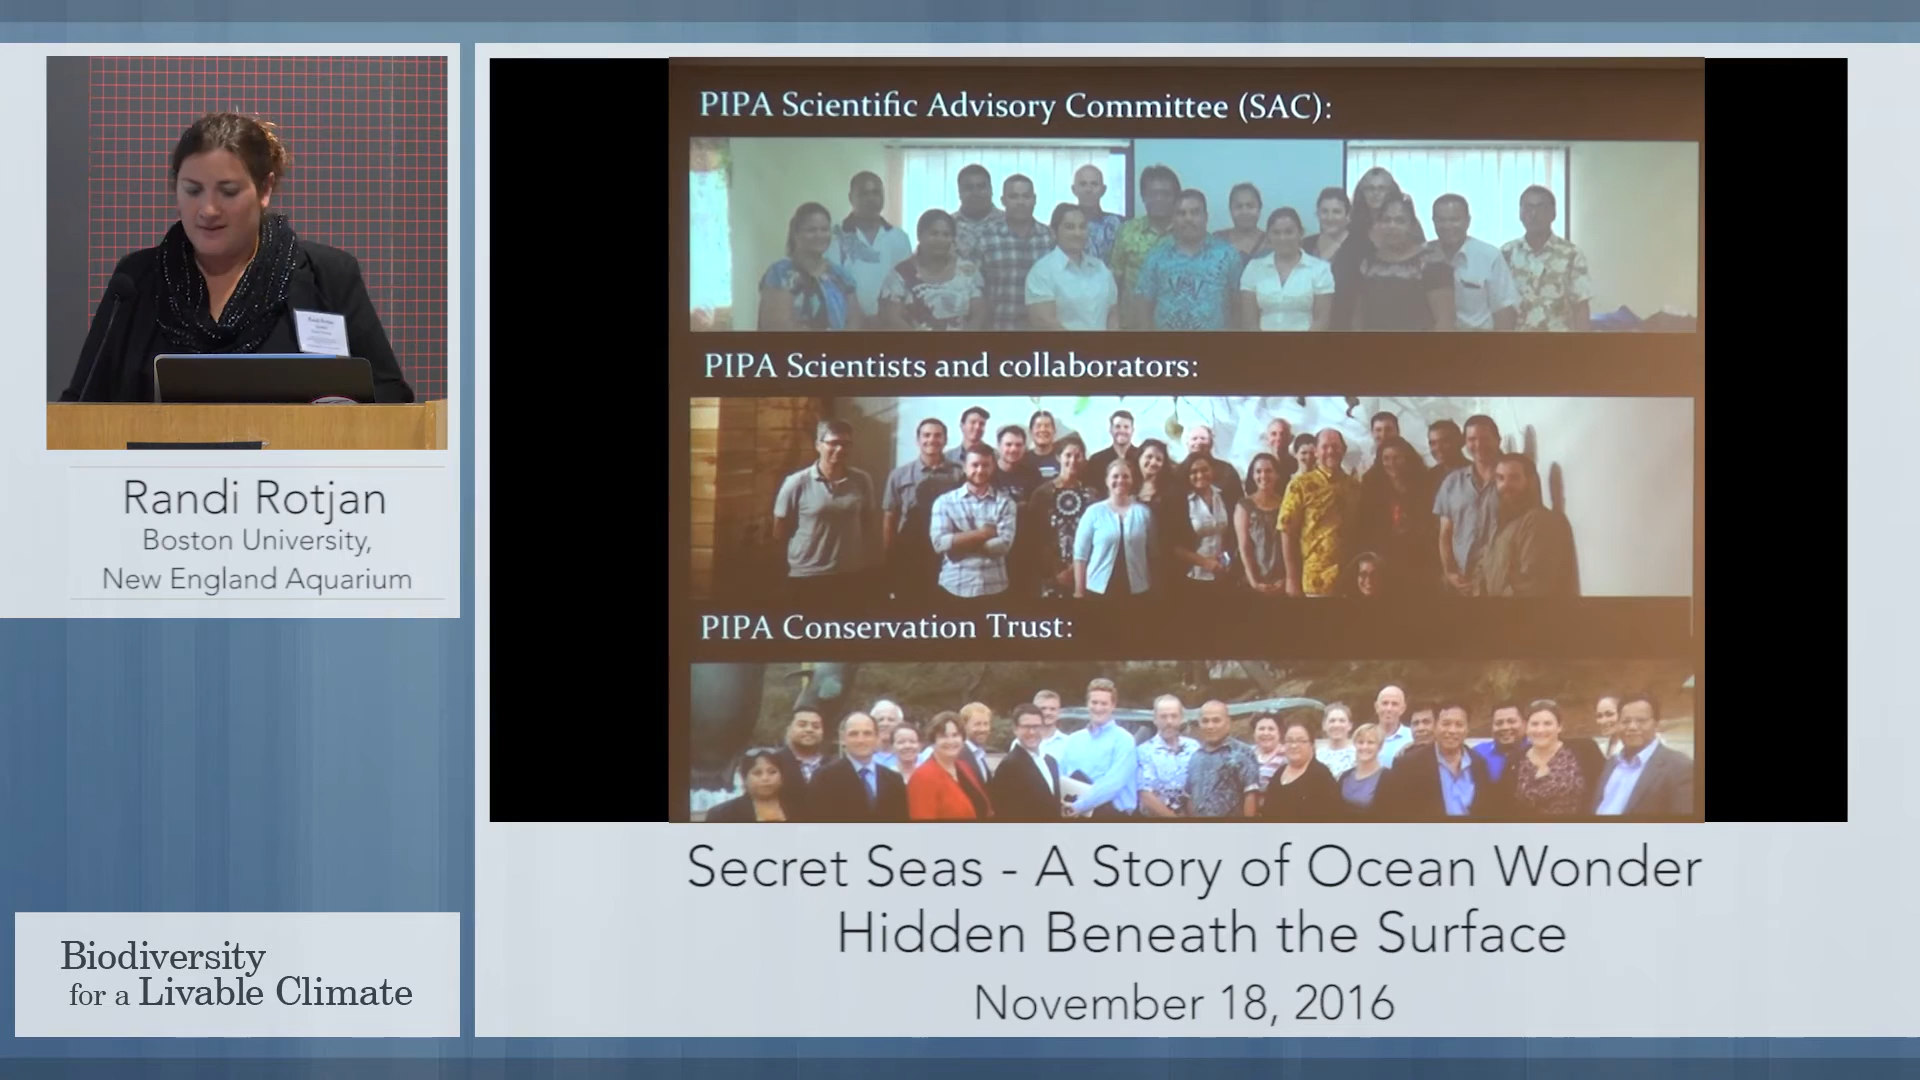 Randi Rotjan
Boston University,
New England Aquarium
Biodiversity
for a Livable Climate
PIPA Scientific Advisory Committee (SAC):
PIPA Scientists and collaborators:
PIPA Conservation Trust:
Secret Seas - A Story of Ocean Wonder
Hidden Beneath the Surface
November 18, 2016